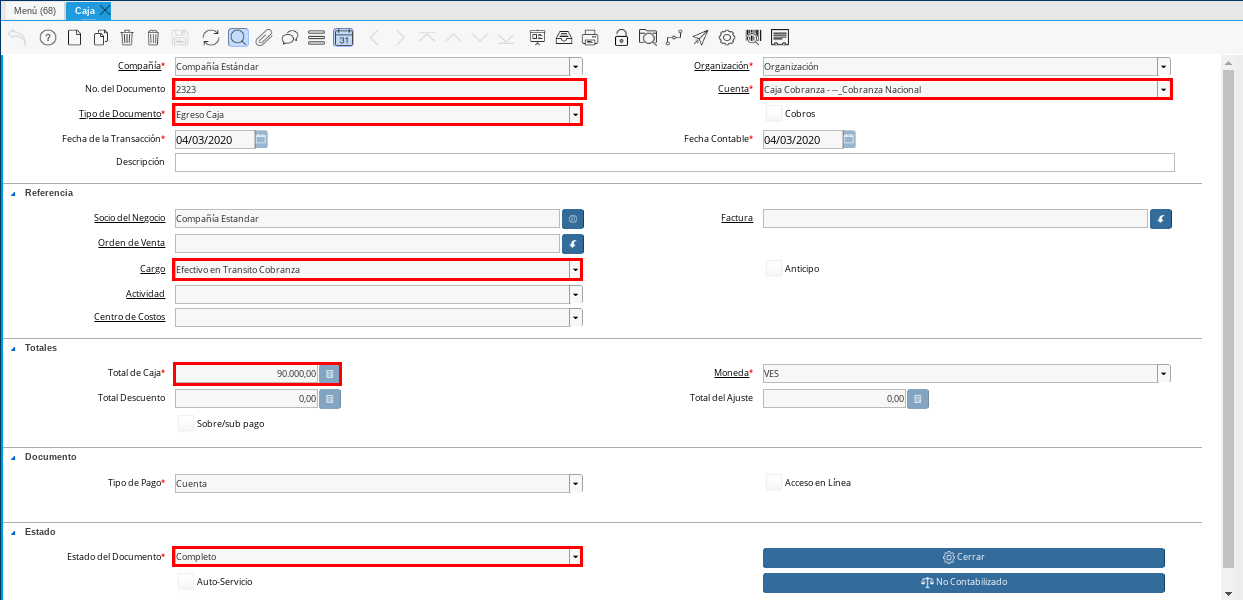 Menú (68) Caja
31
Compañía* Compañía Estándar Organización* Organización
No. del Documento 2323 Cuenta* Caja Cobranza - --_Cobranza Nacional
Tipo de Documento* Egreso Caja Cobros
Fecha de la Transacción* 04/03/2020 Fecha Contable* 04/03/2020
Descripción
Referencia
Socio del Negocio Compañía Estandar Factura
Orden de Venta
Cargo Efectivo en Transito Cobranza Anticipo
Actividad
Centro de Costos
Totales
Total de Caja* 90.000,00 Moneda* VES
Total Descuento 0,00 Total del Ajuste 0,00
Sobre/sub pago
Documento
Tipo de Pago* Cuenta Acceso en Línea
Estado
Estado del Documento* Completo Cerrar
Auto-Servicio No Contabilizado